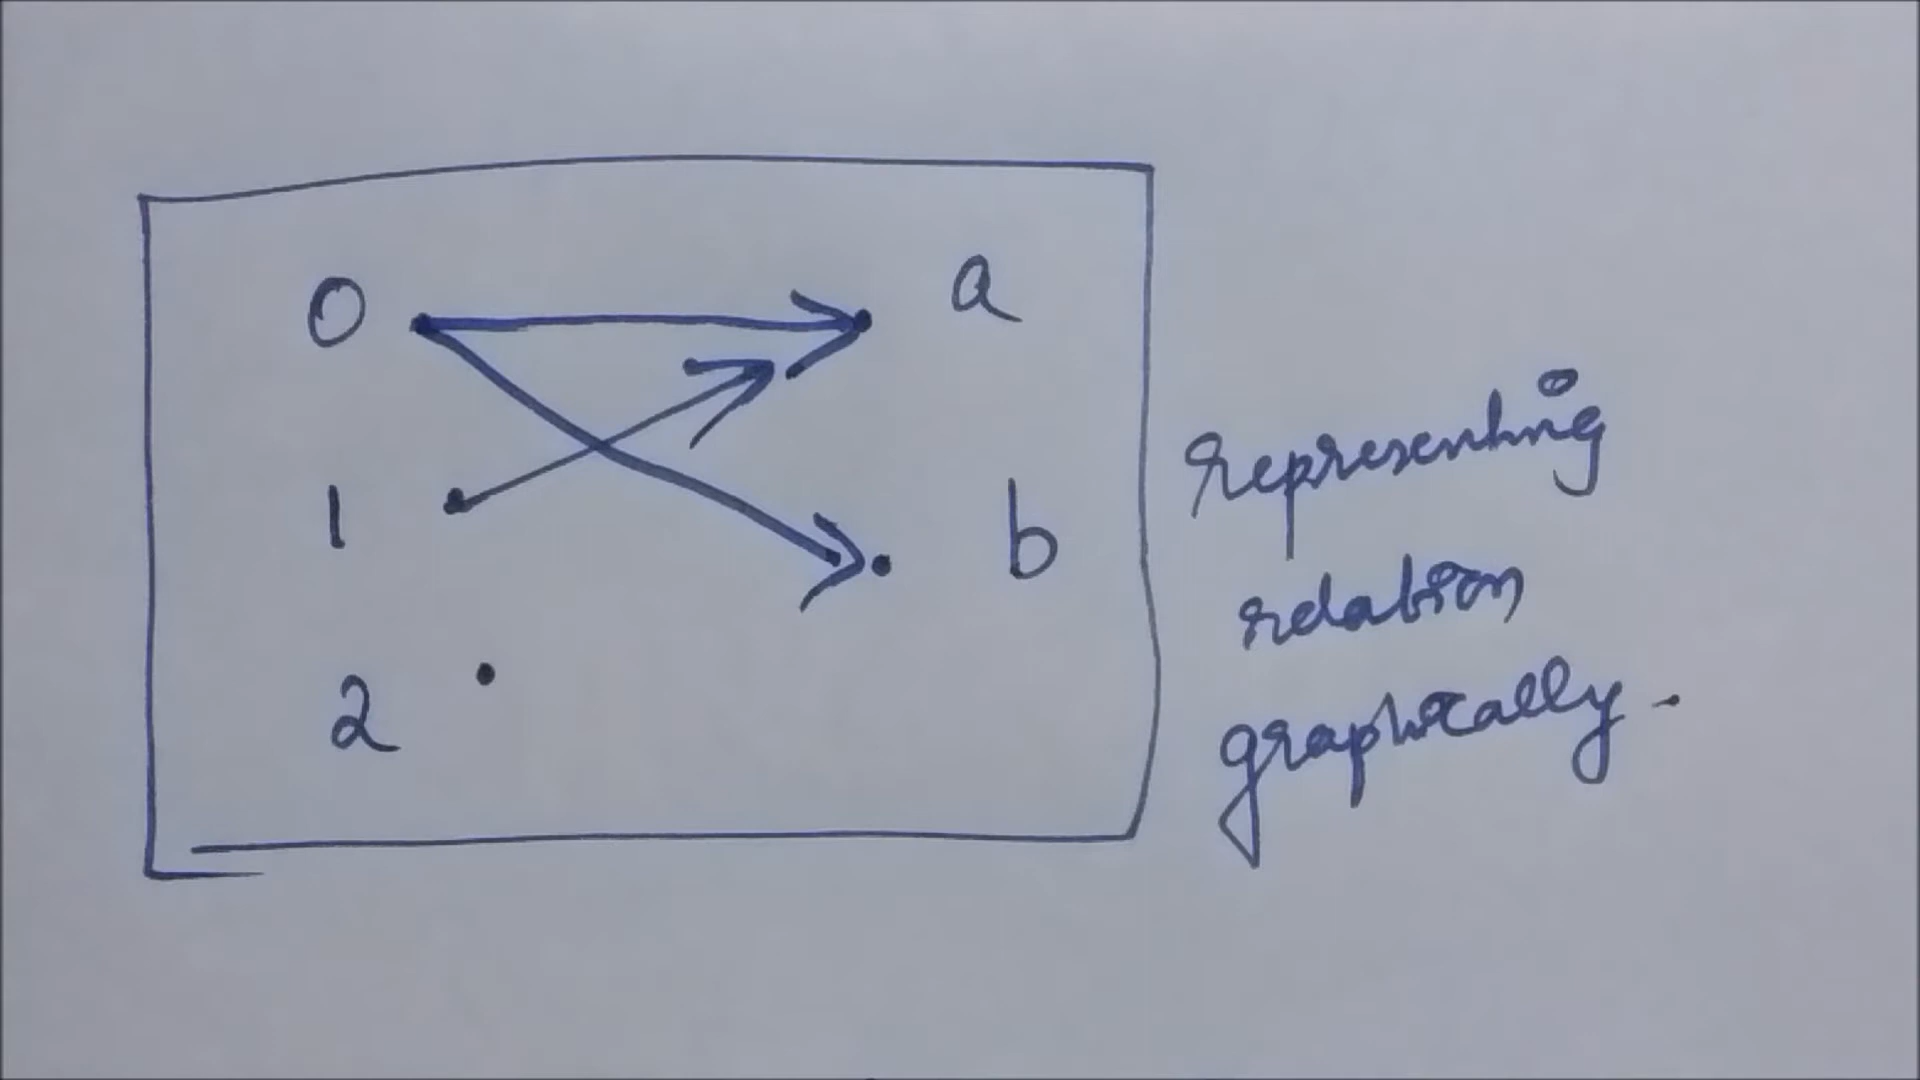 0 a
1 b
2
representing
relation
graphically.